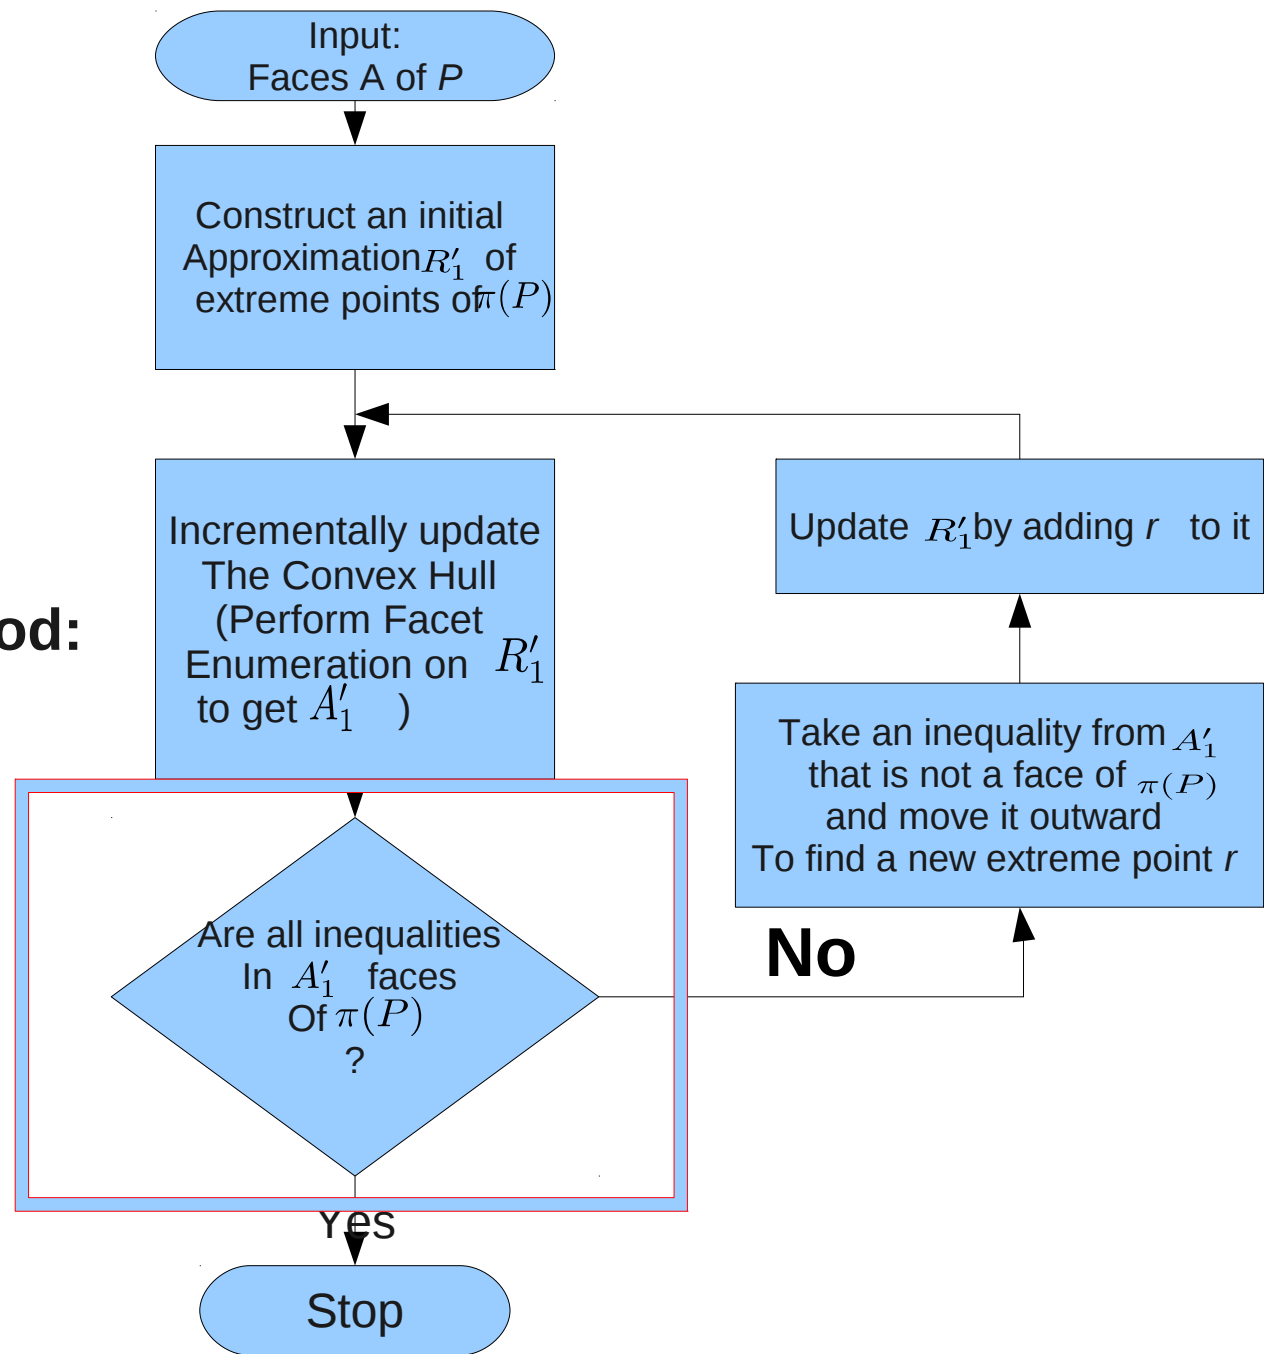 Input:
Faces A of P
Construct an initial
Approximation R′₁ of
extreme points of π(P)
Incrementally update
The Convex Hull
(Perform Facet
Enumeration on R′₁
to get A′₁ )
od:
Are all inequalities
In A′₁ faces
Of π(P)
?
Yes
Stop
No
Take an inequality from A′₁
that is not a face of π(P)
and move it outward
To find a new extreme point r
Update R′₁ by adding r to it